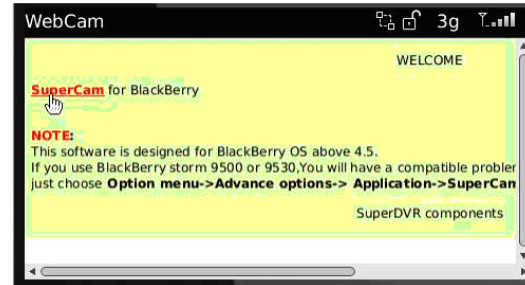 WebCam 3g
WELCOME
SuperCam for BlackBerry
NOTE:
This software is designed for BlackBerry OS above 4.5.
If you use BlackBerry storm 9500 or 9530,You will have a compatible
just choose Option menu->Advance options-> Application->
SuperDVR components